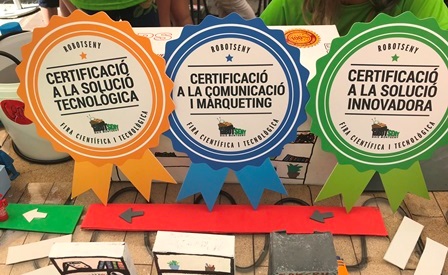 ROBOTSENY
CERTIFICACIÓ
A LA SOLUCIÓ
TECNOLÒGICA
FIRA CIENTÍFICA I TECNOLÒGICA
ROBOTSENY
CERTIFICACIÓ
A LA COMUNICACIÓ
I MÀRQUETING
FIRA CIENTÍFICA I TECNOLÒGICA
ROBOTSENY
CERTIFICACIÓ
A LA SOLUCIÓ
INNOVADORA
FIRA CIENTÍFICA I TECNOLÒGICA